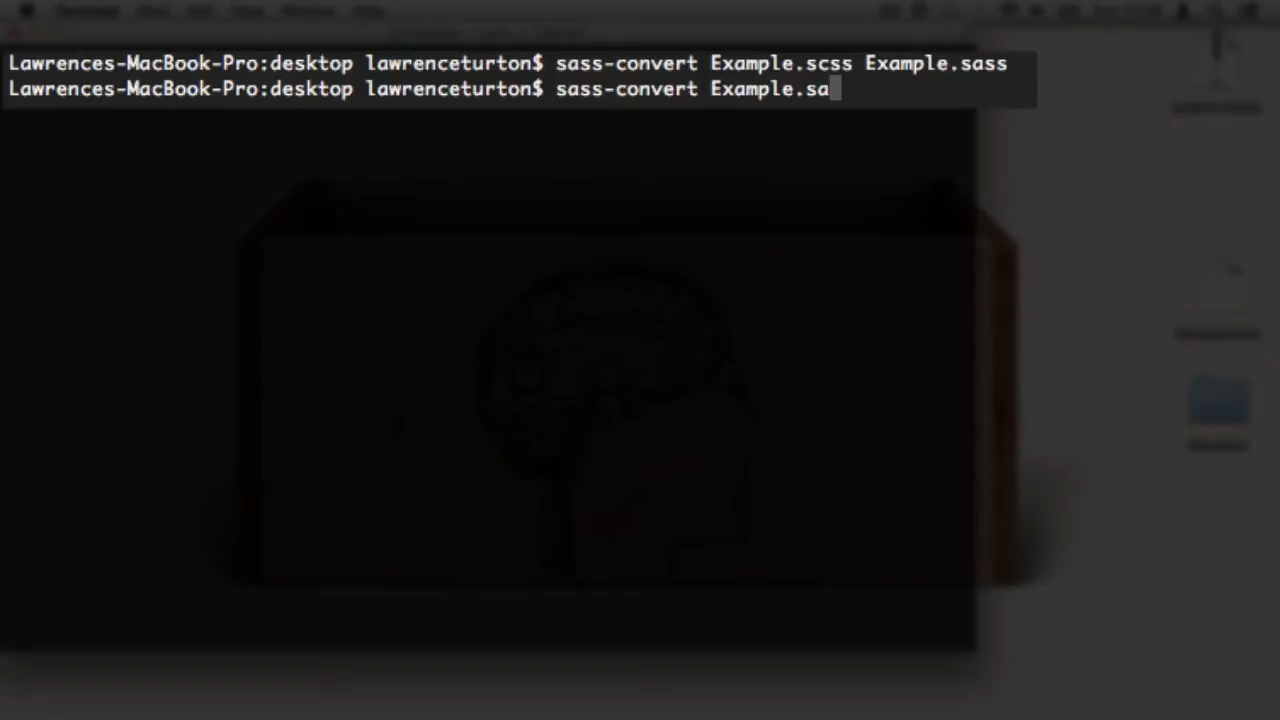 Lawrences-MacBook-Pro:desktop lawrenceturton$ sass-convert Example.scss Example.sass
Lawrences-MacBook-Pro:desktop lawrenceturton$ sass-convert Example.sa